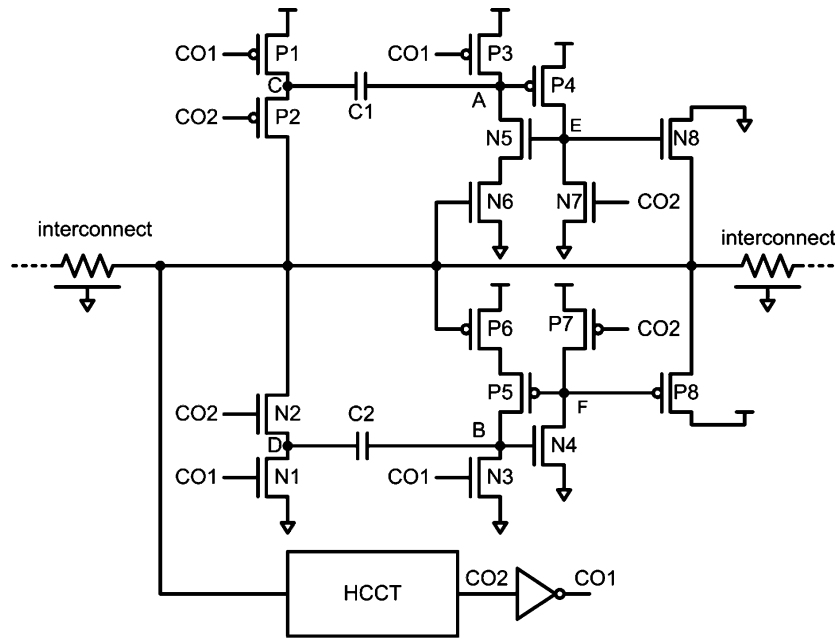 CO1 P1 CO1 P3
C C1 A P4
CO2 P2
N5 E N8
N6 N7 CO2
interconnect interconnect
P6 P7 CO2
P5 F P8
CO2 N2 C2 B N4
D
CO1 N1 CO1 N3
HCCT CO2 CO1